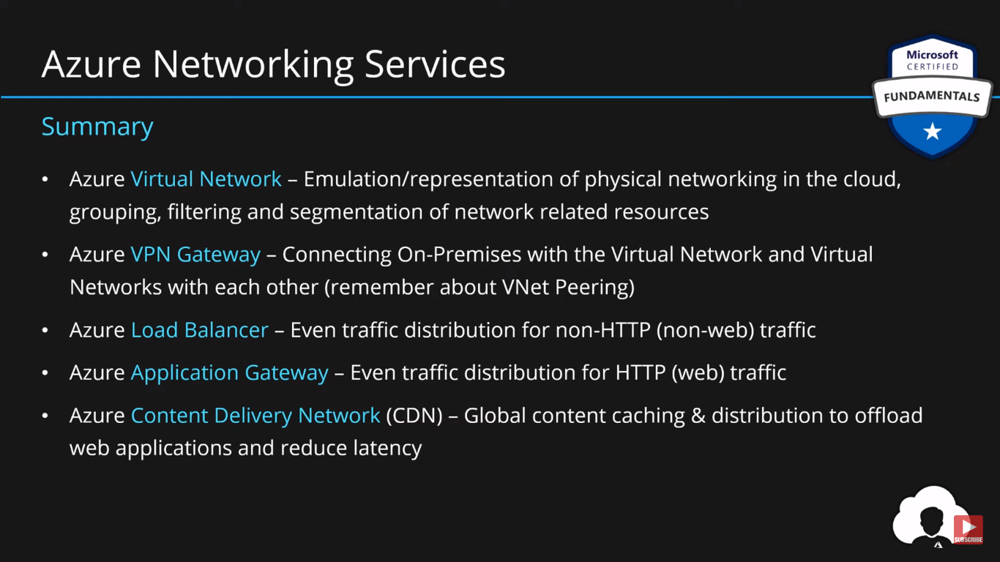 Azure Networking Services
Microsoft
CERTIFIED
FUNDAMENTALS
Summary
• Azure Virtual Network – Emulation/representation of physical networking in the cloud,
grouping, filtering and segmentation of network related resources
• Azure VPN Gateway – Connecting On-Premises with the Virtual Network and Virtual
Networks with each other (remember about VNet Peering)
• Azure Load Balancer – Even traffic distribution for non-HTTP (non-web) traffic
• Azure Application Gateway – Even traffic distribution for HTTP (web) traffic
• Azure Content Delivery Network (CDN) – Global content caching & distribution to offload
web applications and reduce latency
SUBSCRIBE